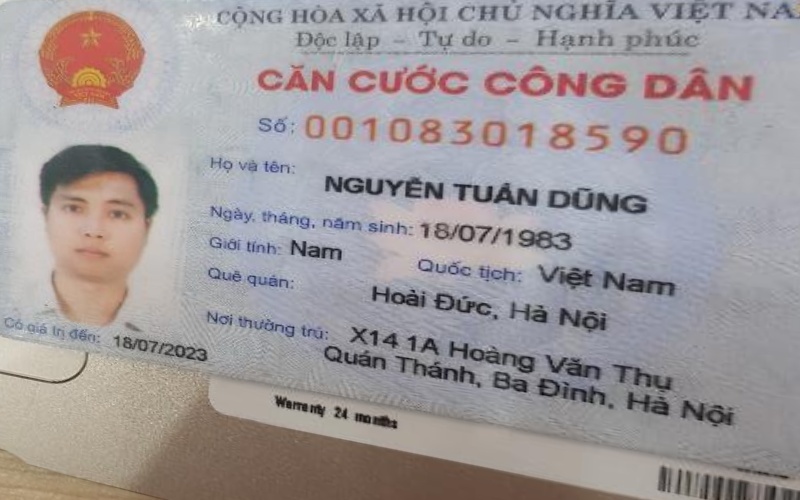 CỘNG HÒA XÃ HỘI CHỦ NGHĨA VIỆT NA
Độc lập - Tự do - Hạnh phúc
CĂN CƯỚC CÔNG DÂN
Số: 001083018590
Họ và tên:
NGUYỄN TUẤN DŨNG
Ngày, tháng, năm sinh: 18/07/1983
Giới tính: Nam Quốc tịch: Việt Nam
Quê quán:
Hoài Đức, Hà Nội
Có giá trị đến: 18/07/2023
Nơi thường trú: X14 1A Hoàng Văn Thụ
Quán Thánh, Ba Đình, Hà Nội
Warranty 24 months